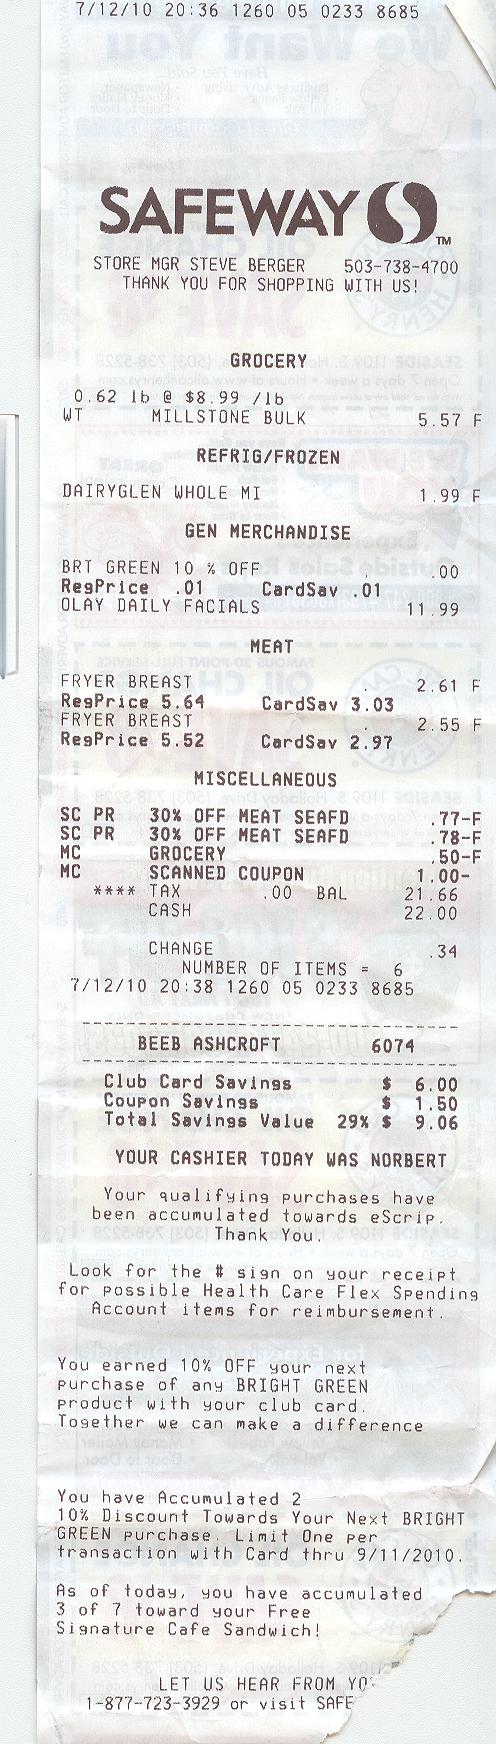 7/12/10 20:36 1260 05 0233 8685
SAFEWAY TM
STORE MGR STEVE BERGER 503-738-4700
THANK YOU FOR SHOPPING WITH US!
GROCERY
0.62 lb @ $8.99 /lb
WT MILLSTONE BULK 5.57 F
REFRIG/FROZEN
DAIRYGLEN WHOLE MI 1.99 F
GEN MERCHANDISE
BRT GREEN 10 % OFF .00
RegPrice .01 CardSav .01
OLAY DAILY FACIALS 11.99
MEAT
FRYER BREAST 2.61 F
RegPrice 5.64 CardSav 3.03
FRYER BREAST 2.55 F
RegPrice 5.52 CardSav 2.97
MISCELLANEOUS
SC PR 30% OFF MEAT SEAFD .77-F
SC PR 30% OFF MEAT SEAFD .78-F
MC GROCERY .50-F
MC SCANNED COUPON 1.00-
**** TAX .00 BAL 21.66
CASH 22.00
CHANGE .34
NUMBER OF ITEMS = 6
7/12/10 20:38 1260 05 0233 8685
BEEB ASHCROFT 6074
Club Card Savings $ 6.00
Coupon Savings $ 1.50
Total Savings Value 29% $ 9.06
YOUR CASHIER TODAY WAS NORBERT
Your qualifying purchases have
been accumulated towards eScrip.
Thank You.
Look for the # sign on your receipt
for possible Health Care Flex Spending
Account items for reimbursement.
You earned 10% OFF your next
purchase of any BRIGHT GREEN
product with your club card.
Together we can make a difference
You have Accumulated 2
10% Discount Towards Your Next BRIGHT
GREEN purchase. Limit One per
transaction with Card thru 9/11/2010.
As of today, you have accumulated
3 of 7 toward your Free
Signature Cafe Sandwich!
LET US HEAR FROM YO
1-877-723-3929 or visit SAFE